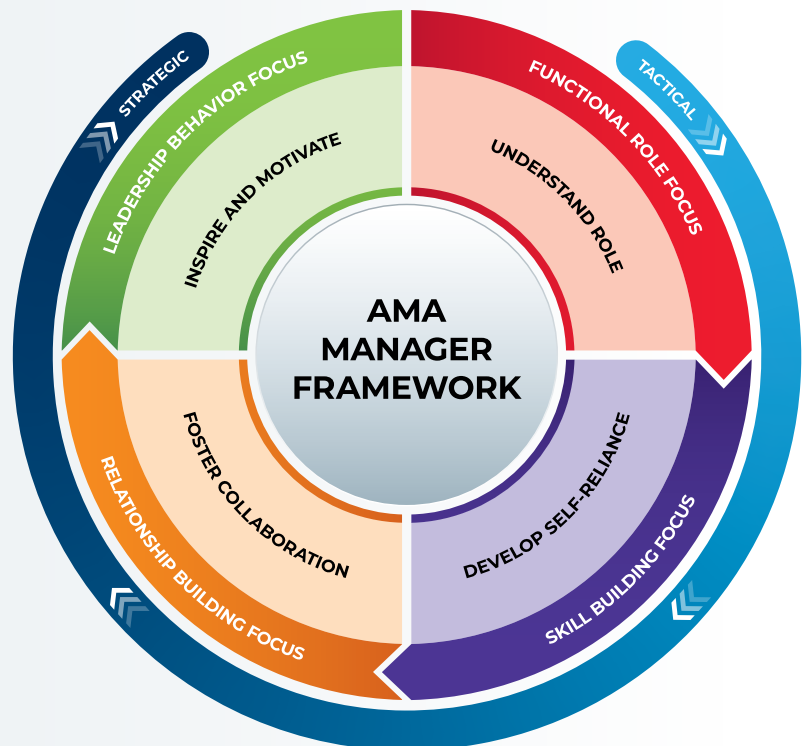 STRATEGIC
TACTICAL
LEADERSHIP BEHAVIOR FOCUS
FUNCTIONAL ROLE FOCUS
INSPIRE AND MOTIVATE
UNDERSTAND ROLE
AMA
MANAGER
FRAMEWORK
FOSTER COLLABORATION
DEVELOP SELF-RELIANCE
RELATIONSHIP BUILDING FOCUS
SKILL BUILDING FOCUS